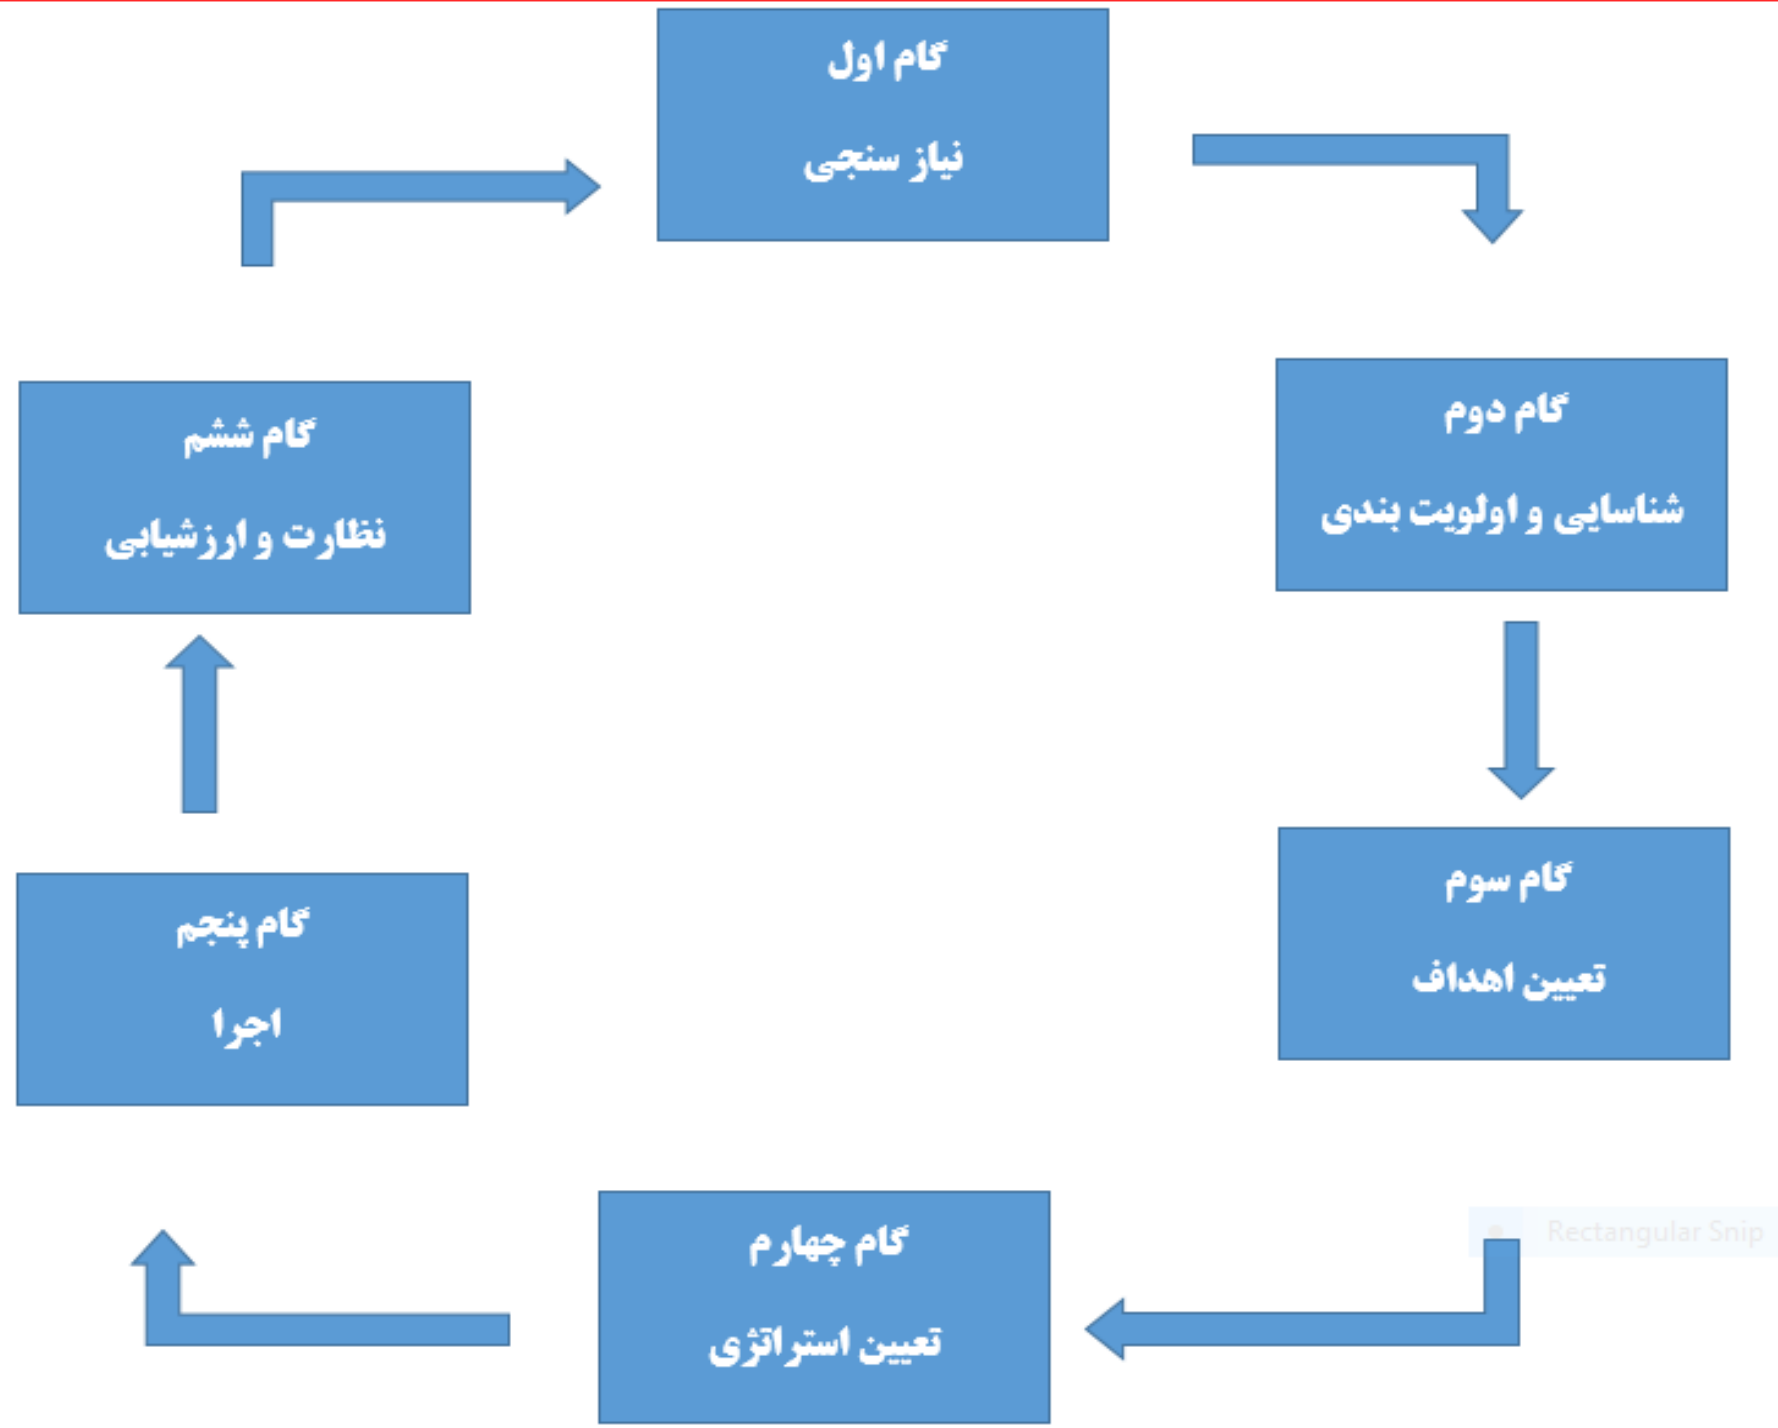 گام اول
نیاز سنجی
گام دوم
شناسایی و اولویت بندی
گام سوم
تعیین اهداف
گام چهارم
تعیین استراتژی
گام پنجم
اجرا
گام ششم
نظارت و ارزشیابی
Rectangular Snip